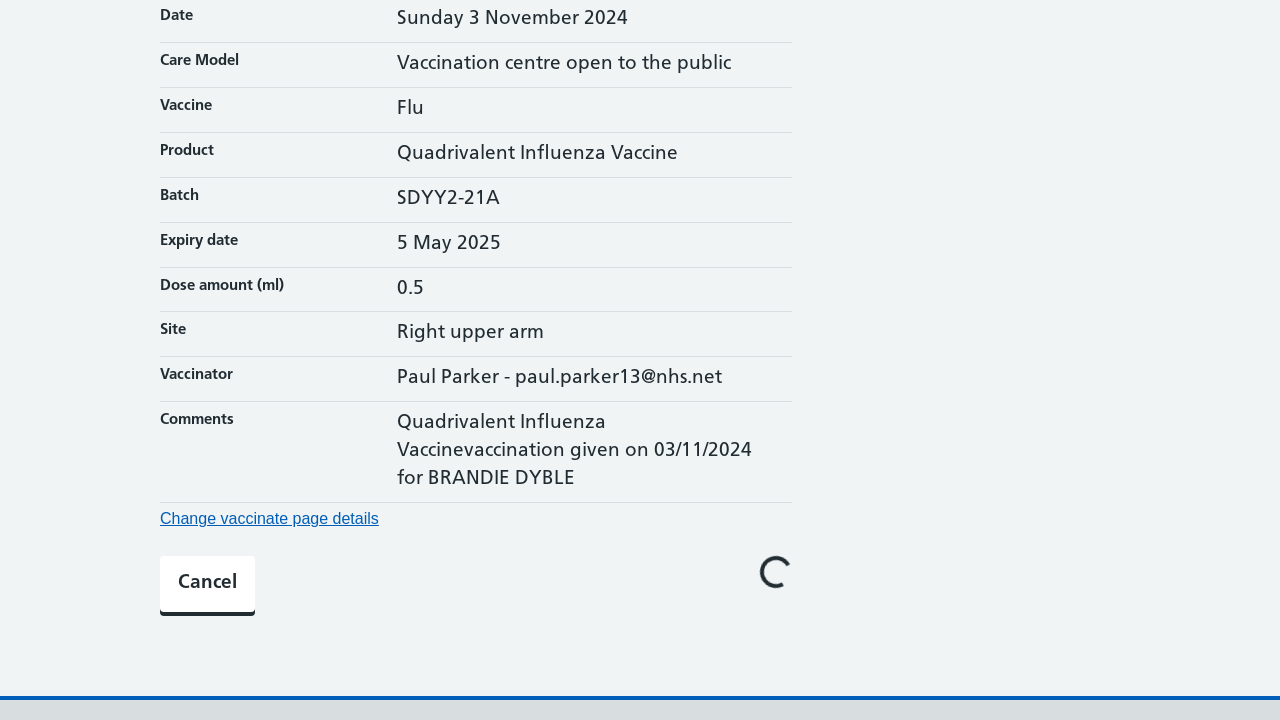 Date
Sunday 3 November 2024
Care Model
Vaccination centre open to the public
Vaccine
Flu
Product
Quadrivalent Influenza Vaccine
Batch
SDYY2-21A
Expiry date
5 May 2025
Dose amount (ml)
0.5
Site
Right upper arm
Vaccinator
Paul Parker - paul.parker13@nhs.net
Comments
Quadrivalent Influenza
Vaccinevaccination given on 03/11/2024
for BRANDIE DYBLE
Change vaccinate page details
Cancel